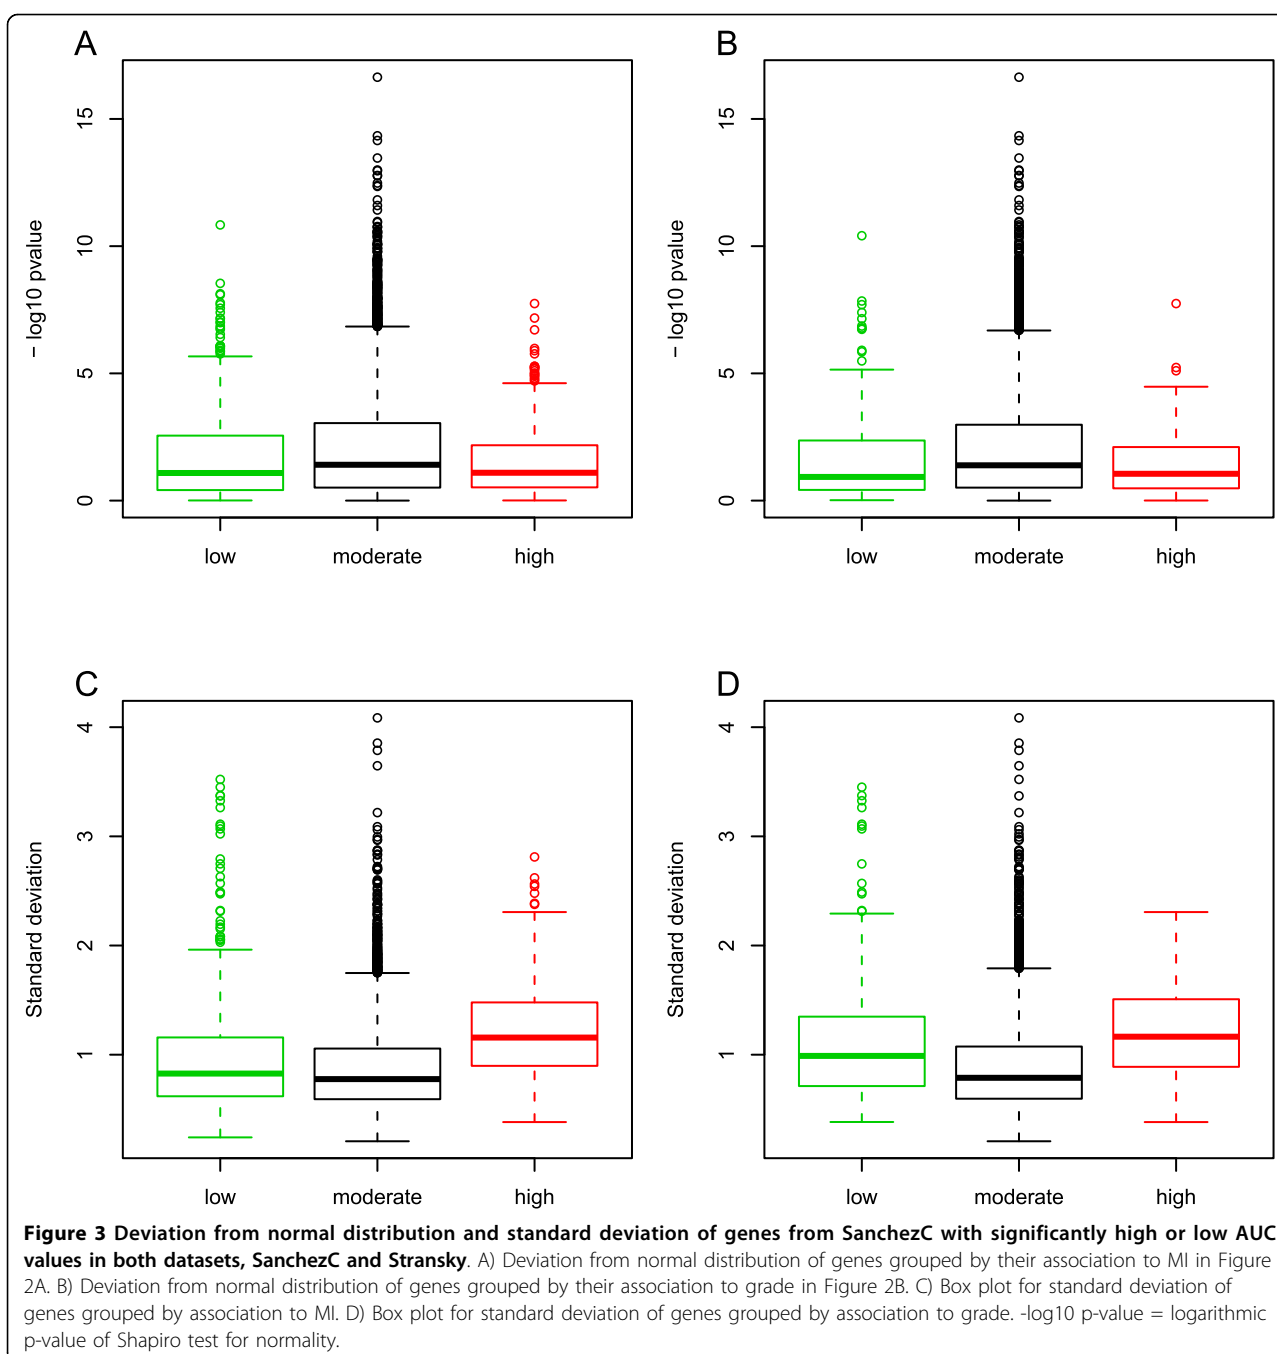 A
B
15
10
5
0
– log10 pvalue
low
moderate
high
15
10
5
0
– log10 pvalue
low
moderate
high
C
D
4
3
2
1
Standard deviation
low
moderate
high
4
3
2
1
Standard deviation
low
moderate
high
Figure 3 Deviation from normal distribution and standard deviation of genes from SanchezC with significantly high or low AUC
values in both datasets, SanchezC and Stransky. A) Deviation from normal distribution of genes grouped by their association to MI in Figure
2A. B) Deviation from normal distribution of genes grouped by their association to grade in Figure 2B. C) Box plot for standard deviation of
genes grouped by association to MI. D) Box plot for standard deviation of genes grouped by association to grade. -log10 p-value = logarithmic
p-value of Shapiro test for normality.